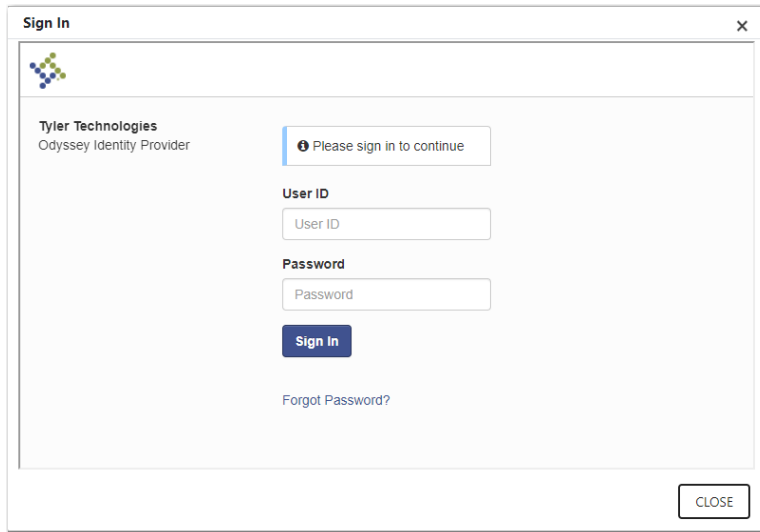 Sign In
Tyler Technologies
Odyssey Identity Provider
Please sign in to continue
User ID
User ID
Password
Password
Sign In
Forgot Password?
CLOSE